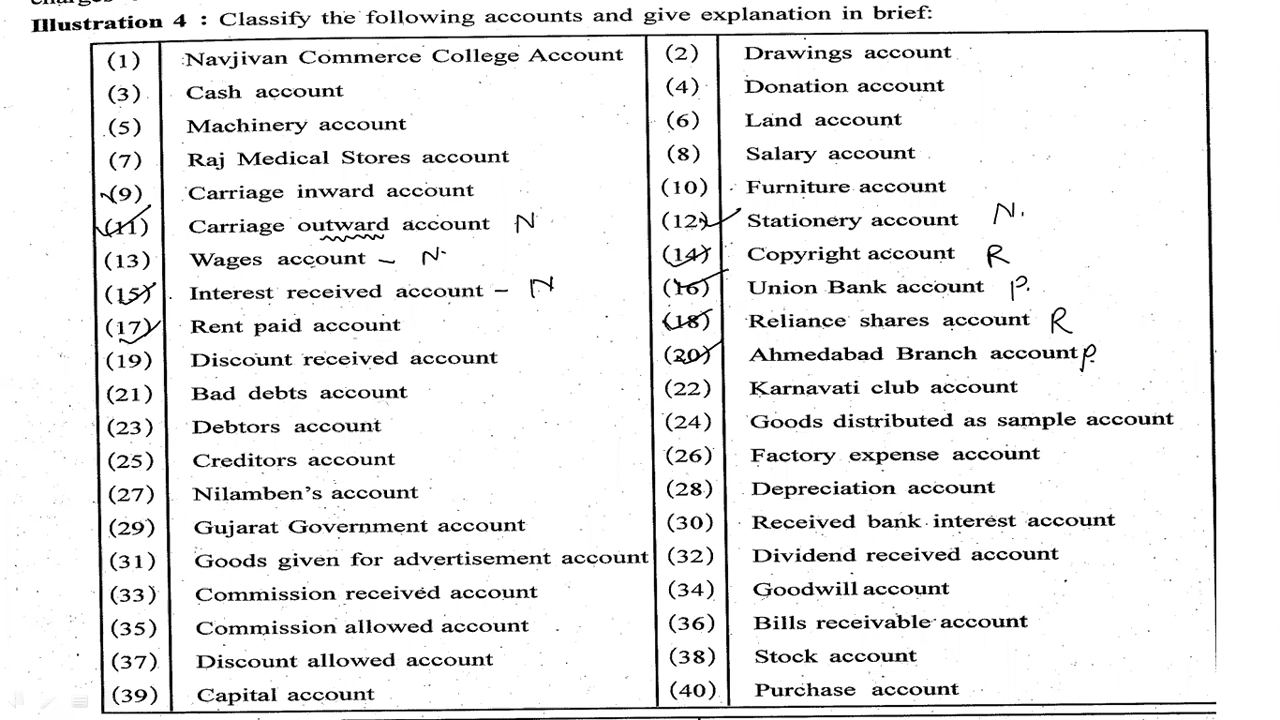 Illustration 4 : Classify the following accounts and give explanation in brief:
(1) Navjivan Commerce College Account (2) Drawings account
(3) Cash account (4) Donation account
(5) Machinery account (6) Land account
(7) Raj Medical Stores account (8) Salary account
(9) Carriage inward account (10) Furniture account
(11) Carriage outward account N (12) Stationery account N.
(13) Wages account – N. (14) Copyright account R
(15) Interest received account – N (16) Union Bank account P.
(17) Rent paid account (18) Reliance shares account R
(19) Discount received account (20) Ahmedabad Branch account P
(21) Bad debts account (22) Karnavati club account
(23) Debtors account (24) Goods distributed as sample account
(25) Creditors account (26) Factory expense account
(27) Nilamben's account (28) Depreciation account
(29) Gujarat Government account (30) Received bank interest account
(31) Goods given for advertisement account (32) Dividend received account
(33) Commission received account (34) Goodwill account
(35) Commission allowed account (36) Bills receivable account
(37) Discount allowed account (38) Stock account
(39) Capital account (40) Purchase account